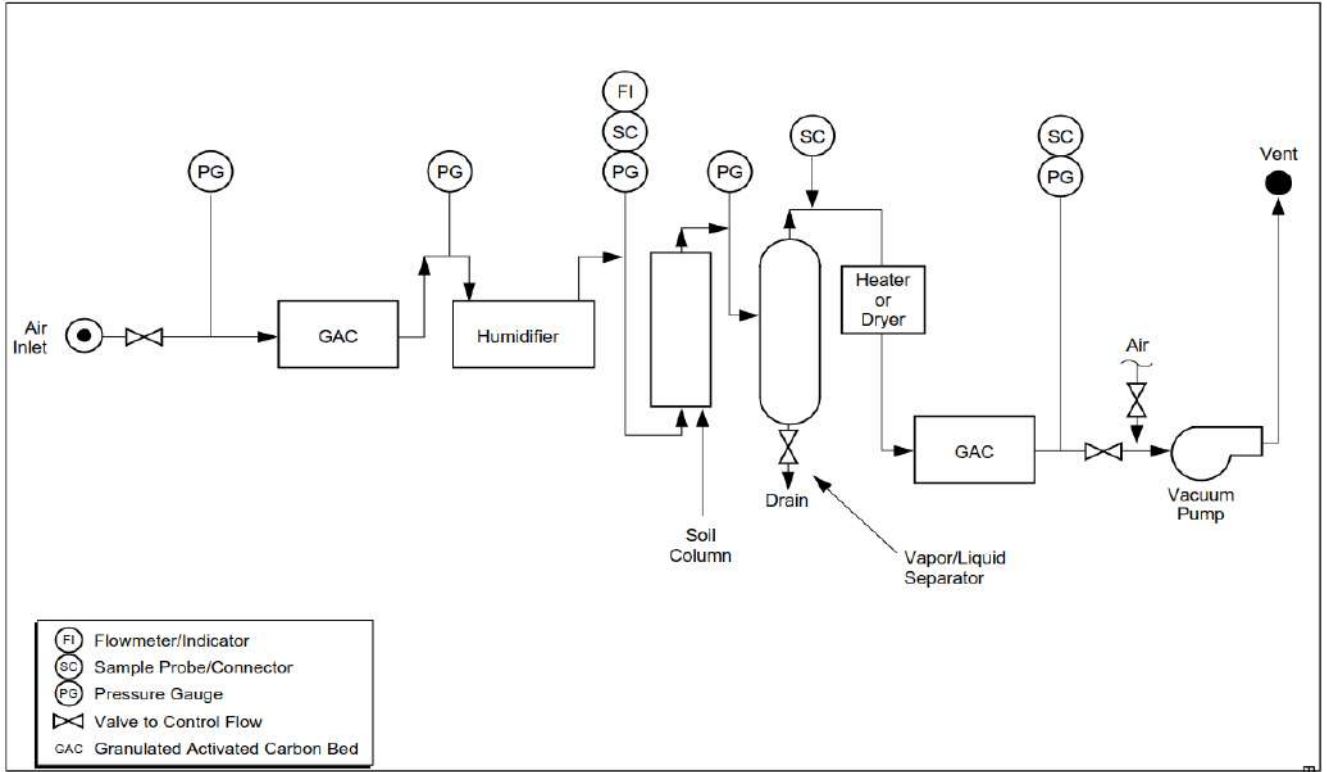 FI
SC
PG
SC
SC
PG
PG
PG
PG
Vent
Air
Inlet
GAC
Humidifier
Heater
or
Dryer
Air
GAC
Vacuum
Pump
Drain
Soil
Column
Vapor/Liquid
Separator
FI Flowmeter/Indicator
SC Sample Probe/Connector
PG Pressure Gauge
Valve to Control Flow
GAC Granulated Activated Carbon Bed